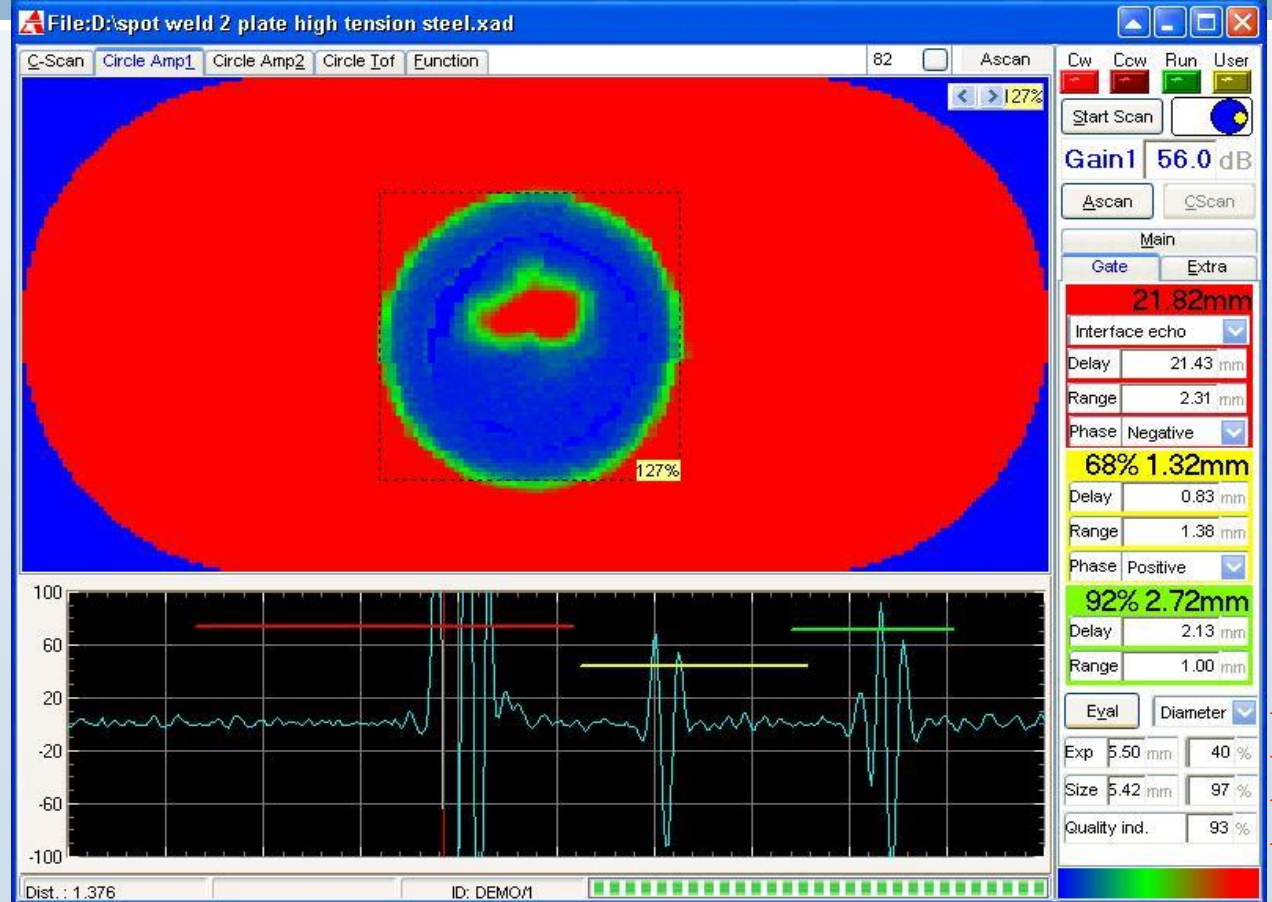 File:D:\spot weld 2 plate high tension steel.xad
C-Scan Circle Amp1 Circle Amp2 Circle Tof Function 82 Ascan
Cw Ccw Run User
127%
Start Scan
Gain1 56.0 dB
Ascan CScan
Main
Gate Extra
21.82mm
Interface echo
Delay 21.43 mm
Range 2.31 mm
Phase Negative
127%
68% 1.32mm
Delay 0.83 mm
Range 1.38 mm
Phase Positive
92% 2.72mm
Delay 2.13 mm
Range 1.00 mm
100
60
20
-20
-60
-100
Eval Diameter
Exp 5.50 mm 40 %
Size 5.42 mm 97 %
Quality ind. 93 %
Dist. : 1.376 ID: DEMO/1